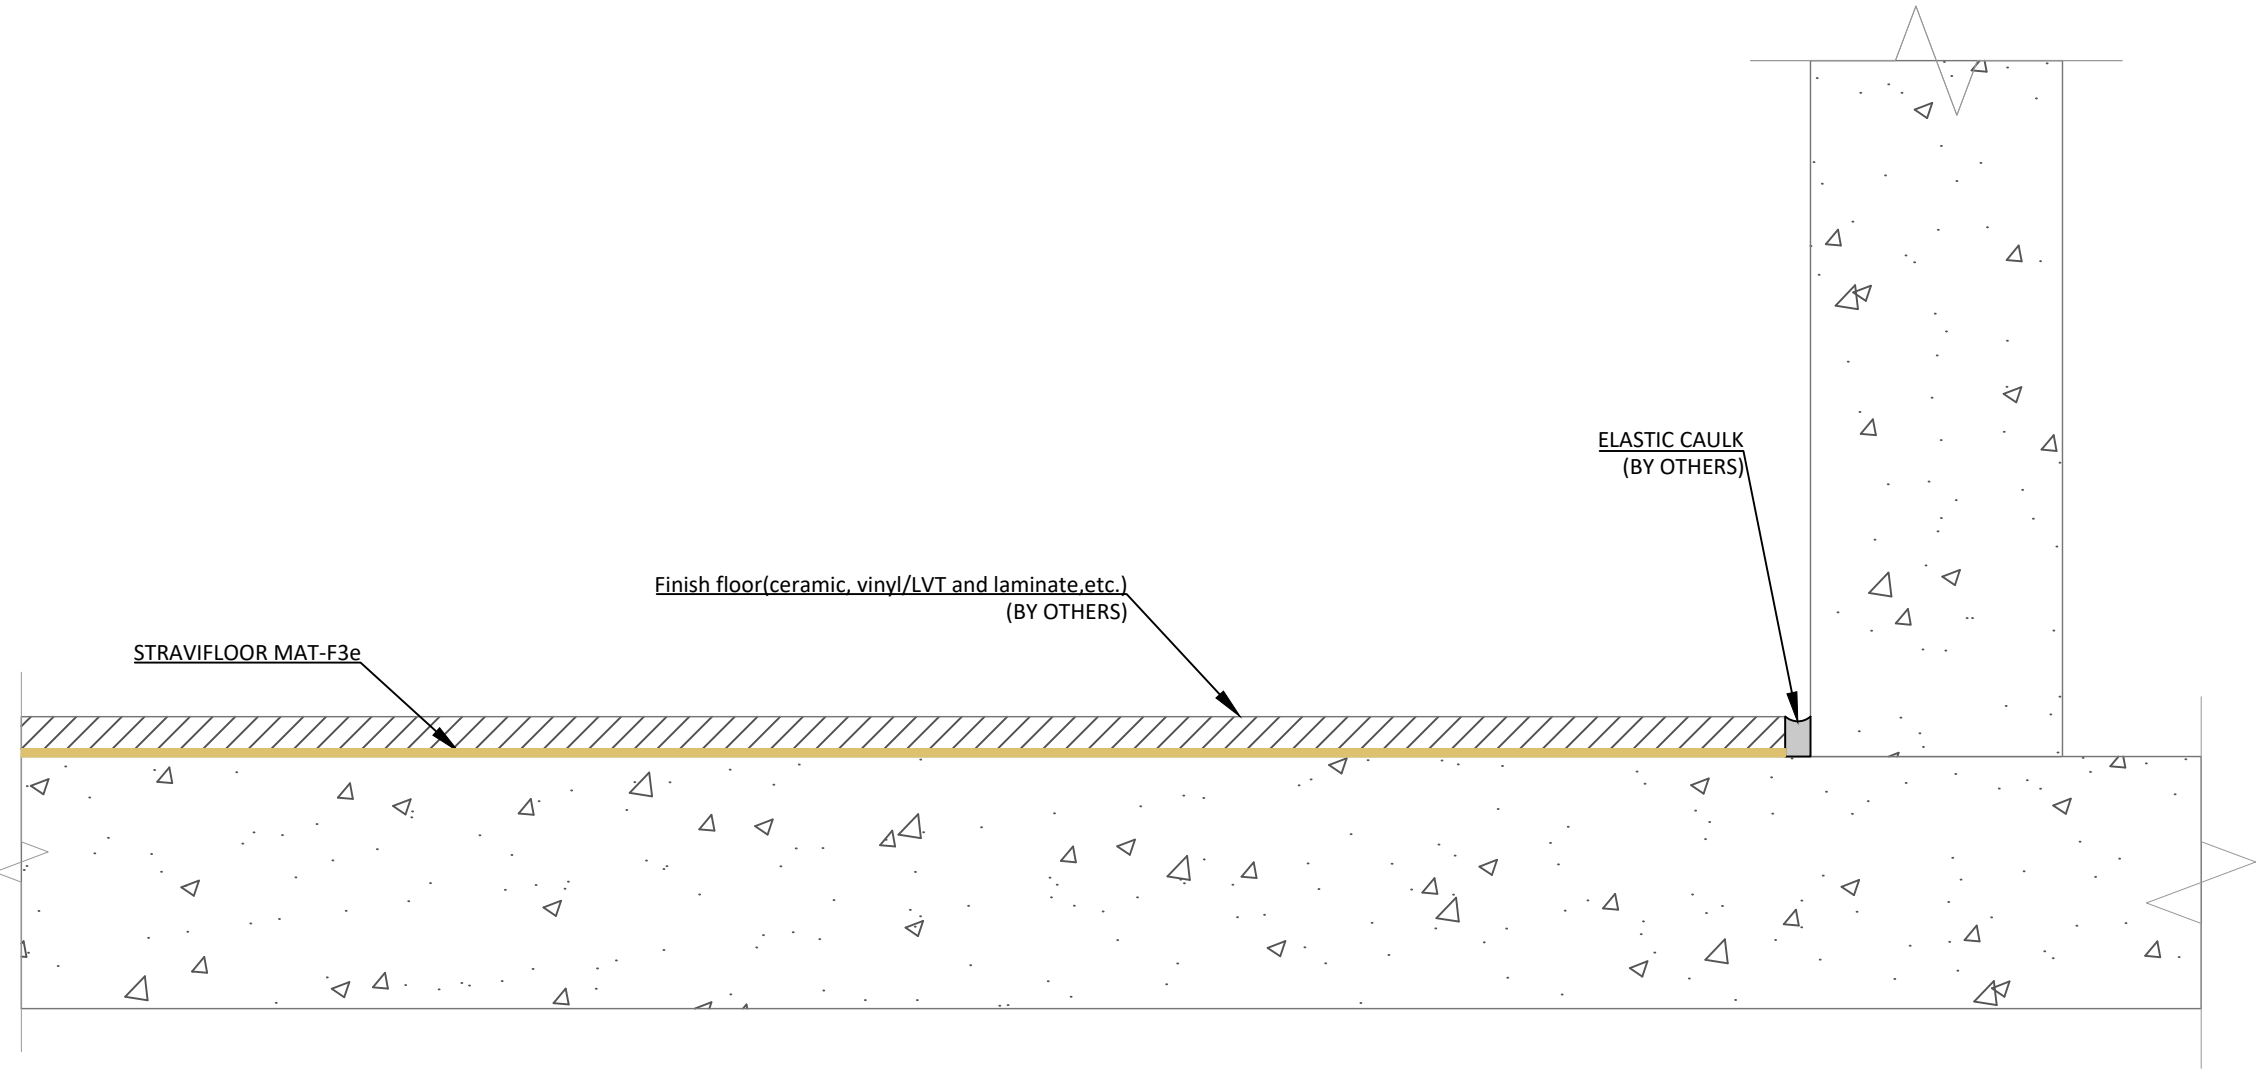 ELASTIC CAULK
(BY OTHERS)
Finish floor(ceramic, vinyl/LVT and laminate,etc.)
(BY OTHERS)
STRAVIFLOOR MAT-F3e